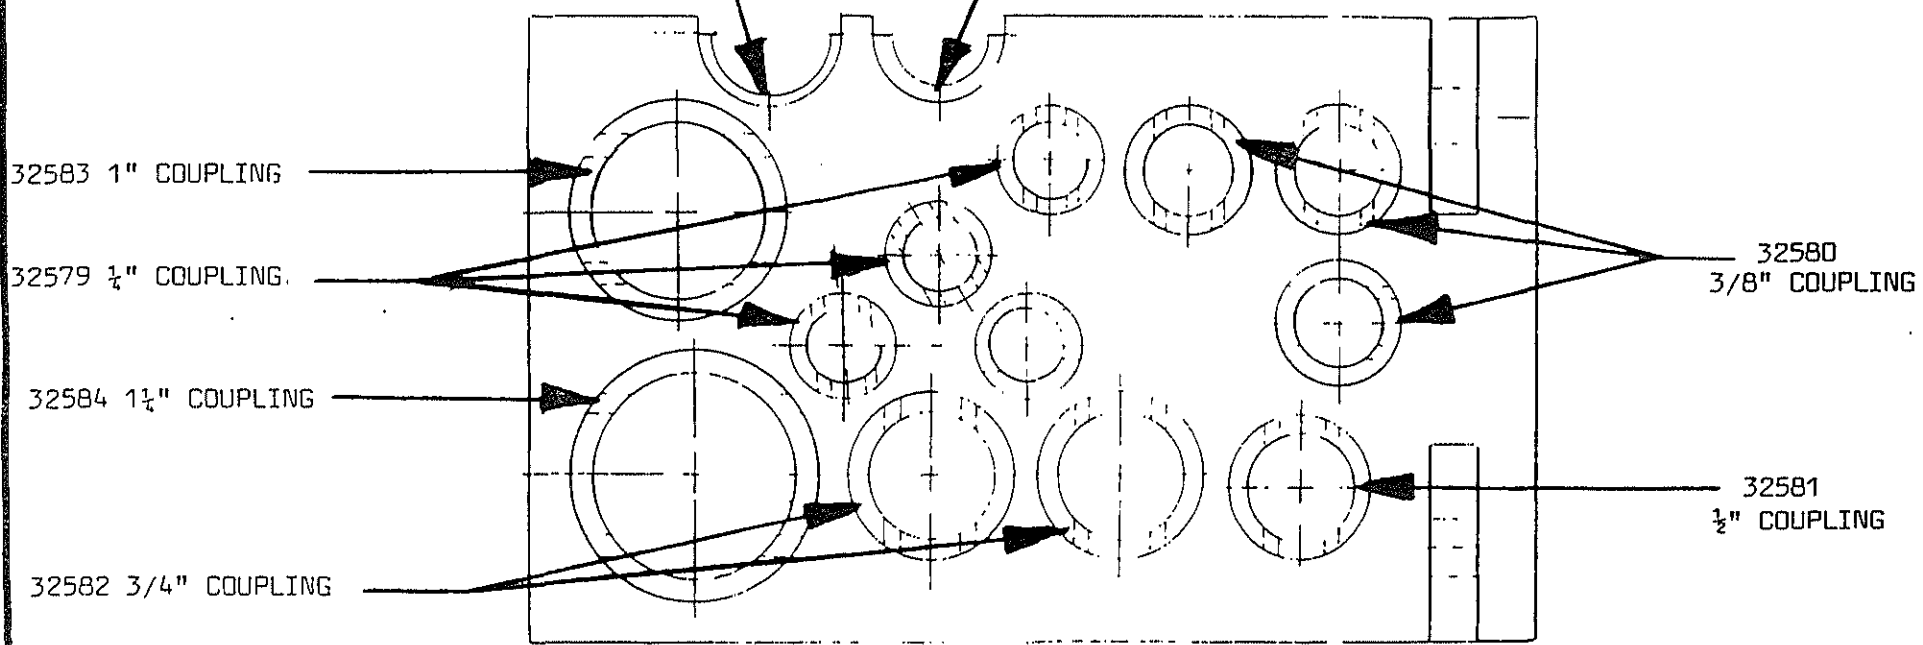 32583 1" COUPLING
32579 ¼" COUPLING
32584 1¼" COUPLING
32582 3/4" COUPLING
32580
3/8" COUPLING
32581
½" COUPLING